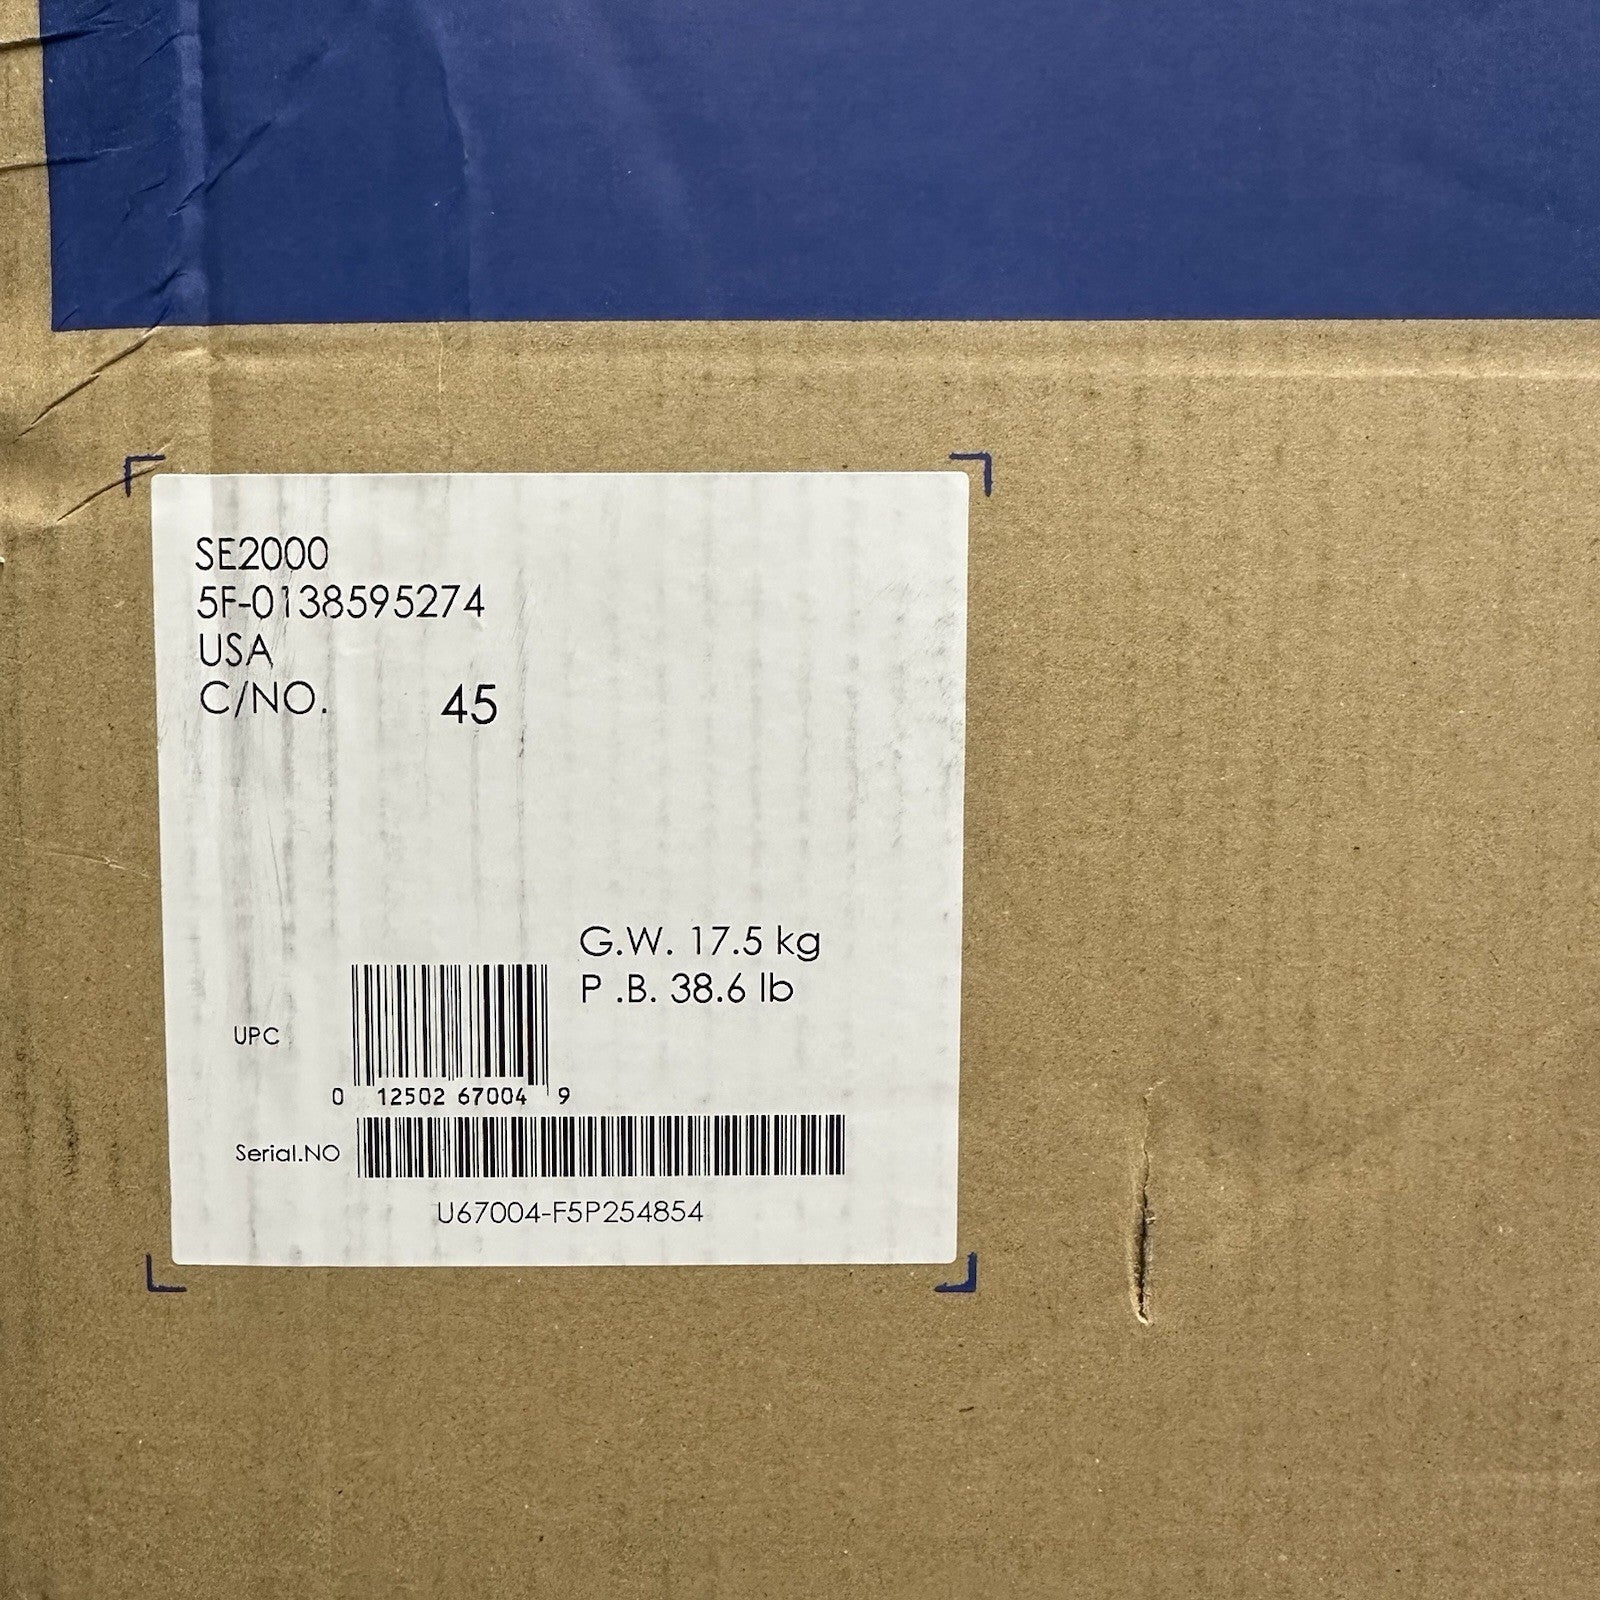 SE2000
5F-0138595274
USA
C/NO. 45
G.W. 17.5 kg
P .B. 38.6 lb
UPC
0 12502 67004 9
Serial.NO
U67004-F5P254854